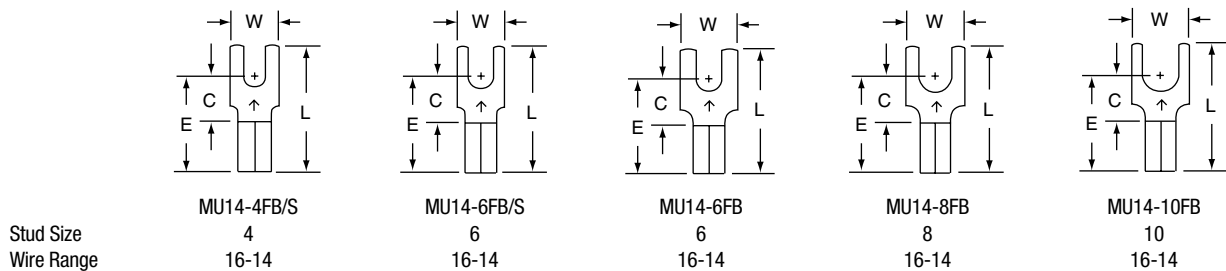 W W W W W
C C C C C
E L E L E L E L E L
MU14-4FB/S MU14-6FB/S MU14-6FB MU14-8FB MU14-10FB
Stud Size 4 6 6 8 10
Wire Range 16-14 16-14 16-14 16-14 16-14